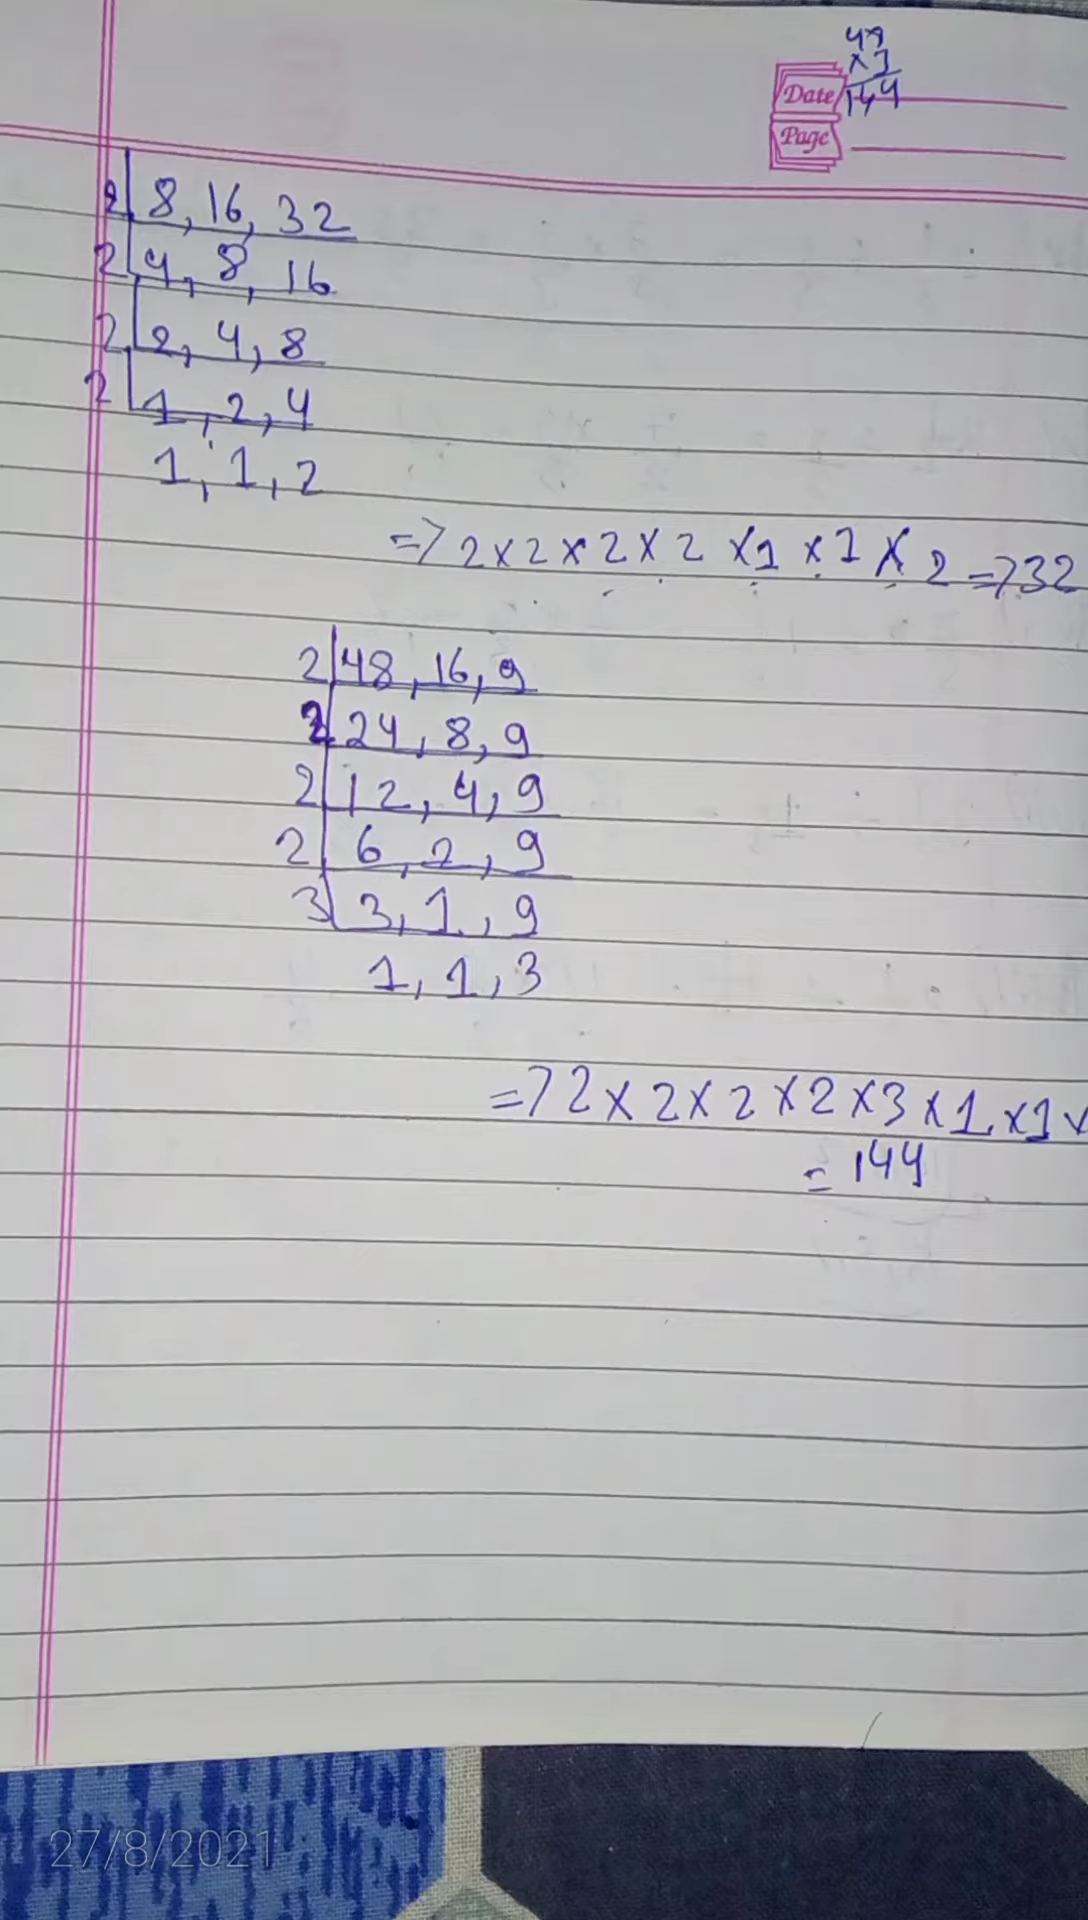 48
×3
144
Date
Page
2 8, 16, 32
2 4, 8, 16
2 2, 4, 8
2 1, 2, 4
1, 1, 2
=> 2 × 2 × 2 × 2 × 1 × 1 × 2 => 32
2 48, 16, 9
2 24, 8, 9
2 12, 4, 9
2 6, 2, 9
3 3, 1, 9
1, 1, 3
=> 2 × 2 × 2 × 2 × 3 × 1 × 1 ×
= 144
27/8/2021